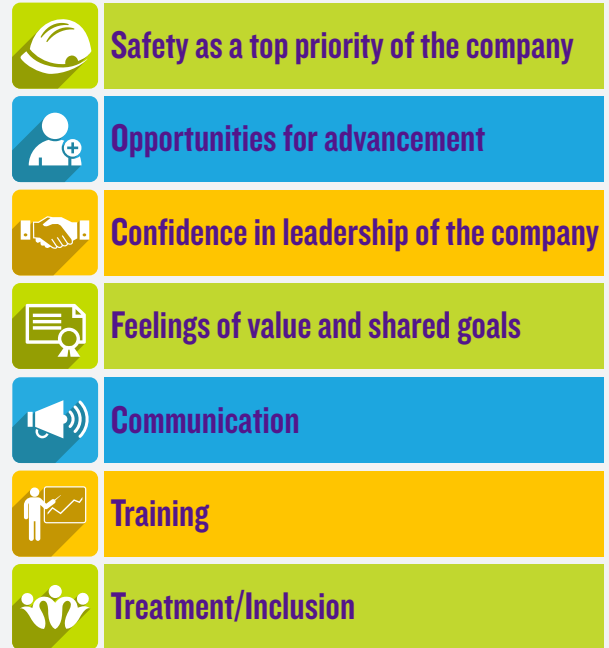 Safety as a top priority of the company
Opportunities for advancement
Confidence in leadership of the company
Feelings of value and shared goals
Communication
Training
Treatment/Inclusion